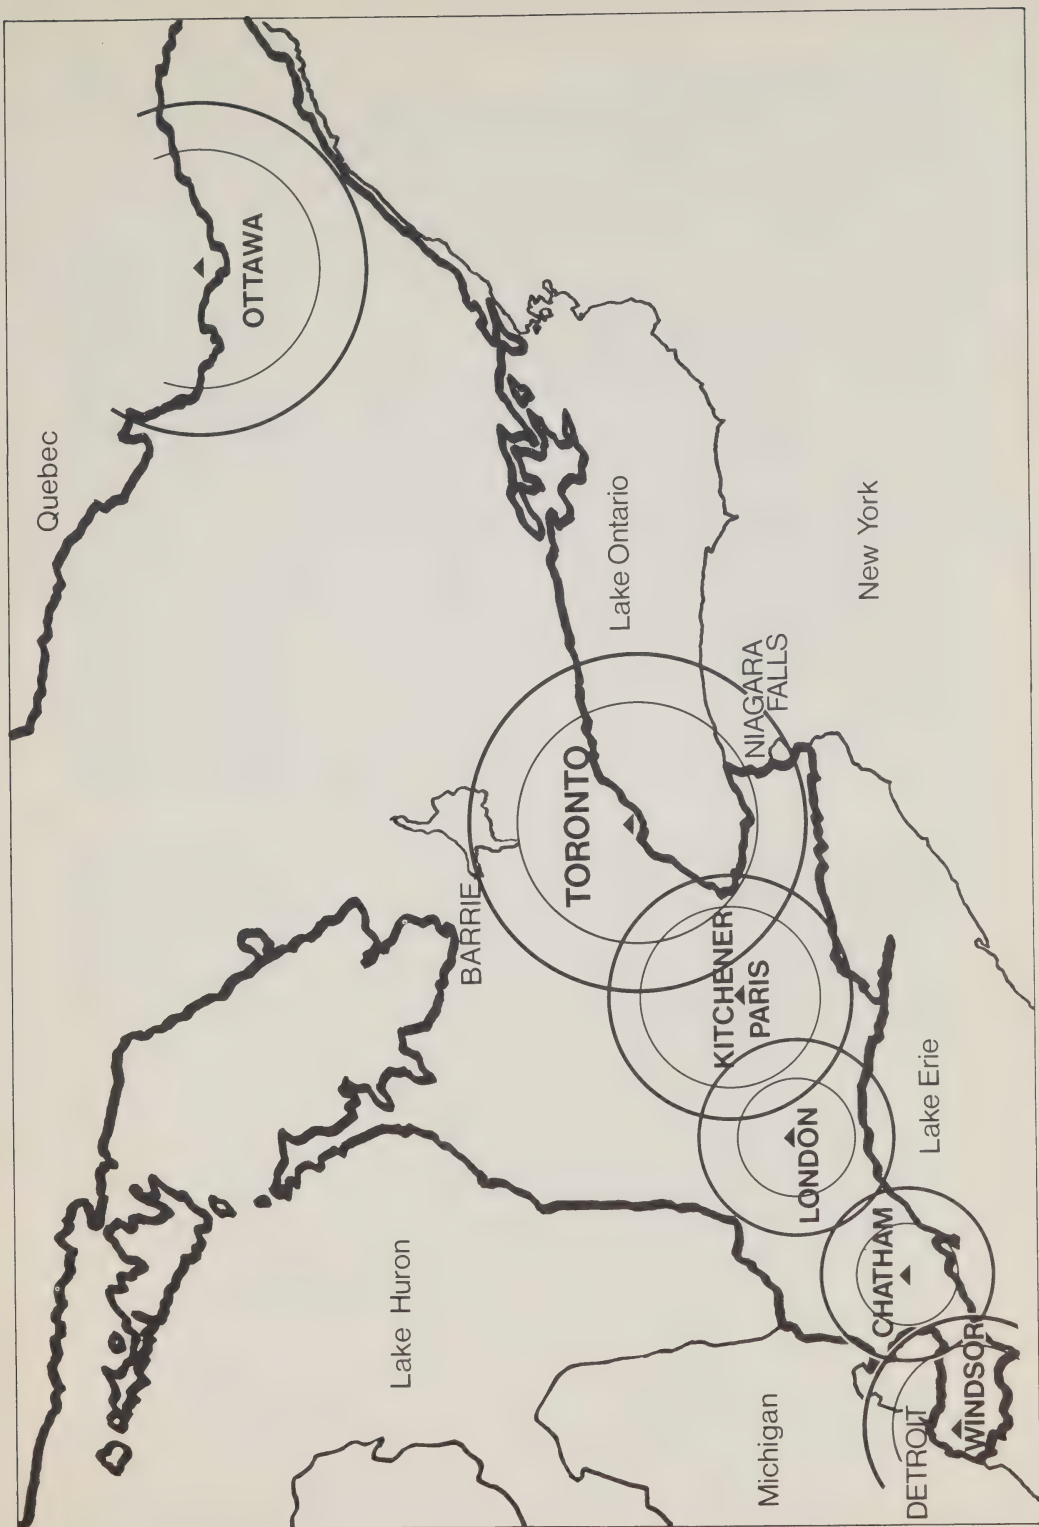 Quebec
OTTAWA
Lake Ontario
New York
NIAGARA
FALLS
TORONTO
BARRIE
KITCHENER
PARIS
LONDON
Lake Erie
CHATHAM
Lake Huron
WINDSOR
DETROIT
Michigan